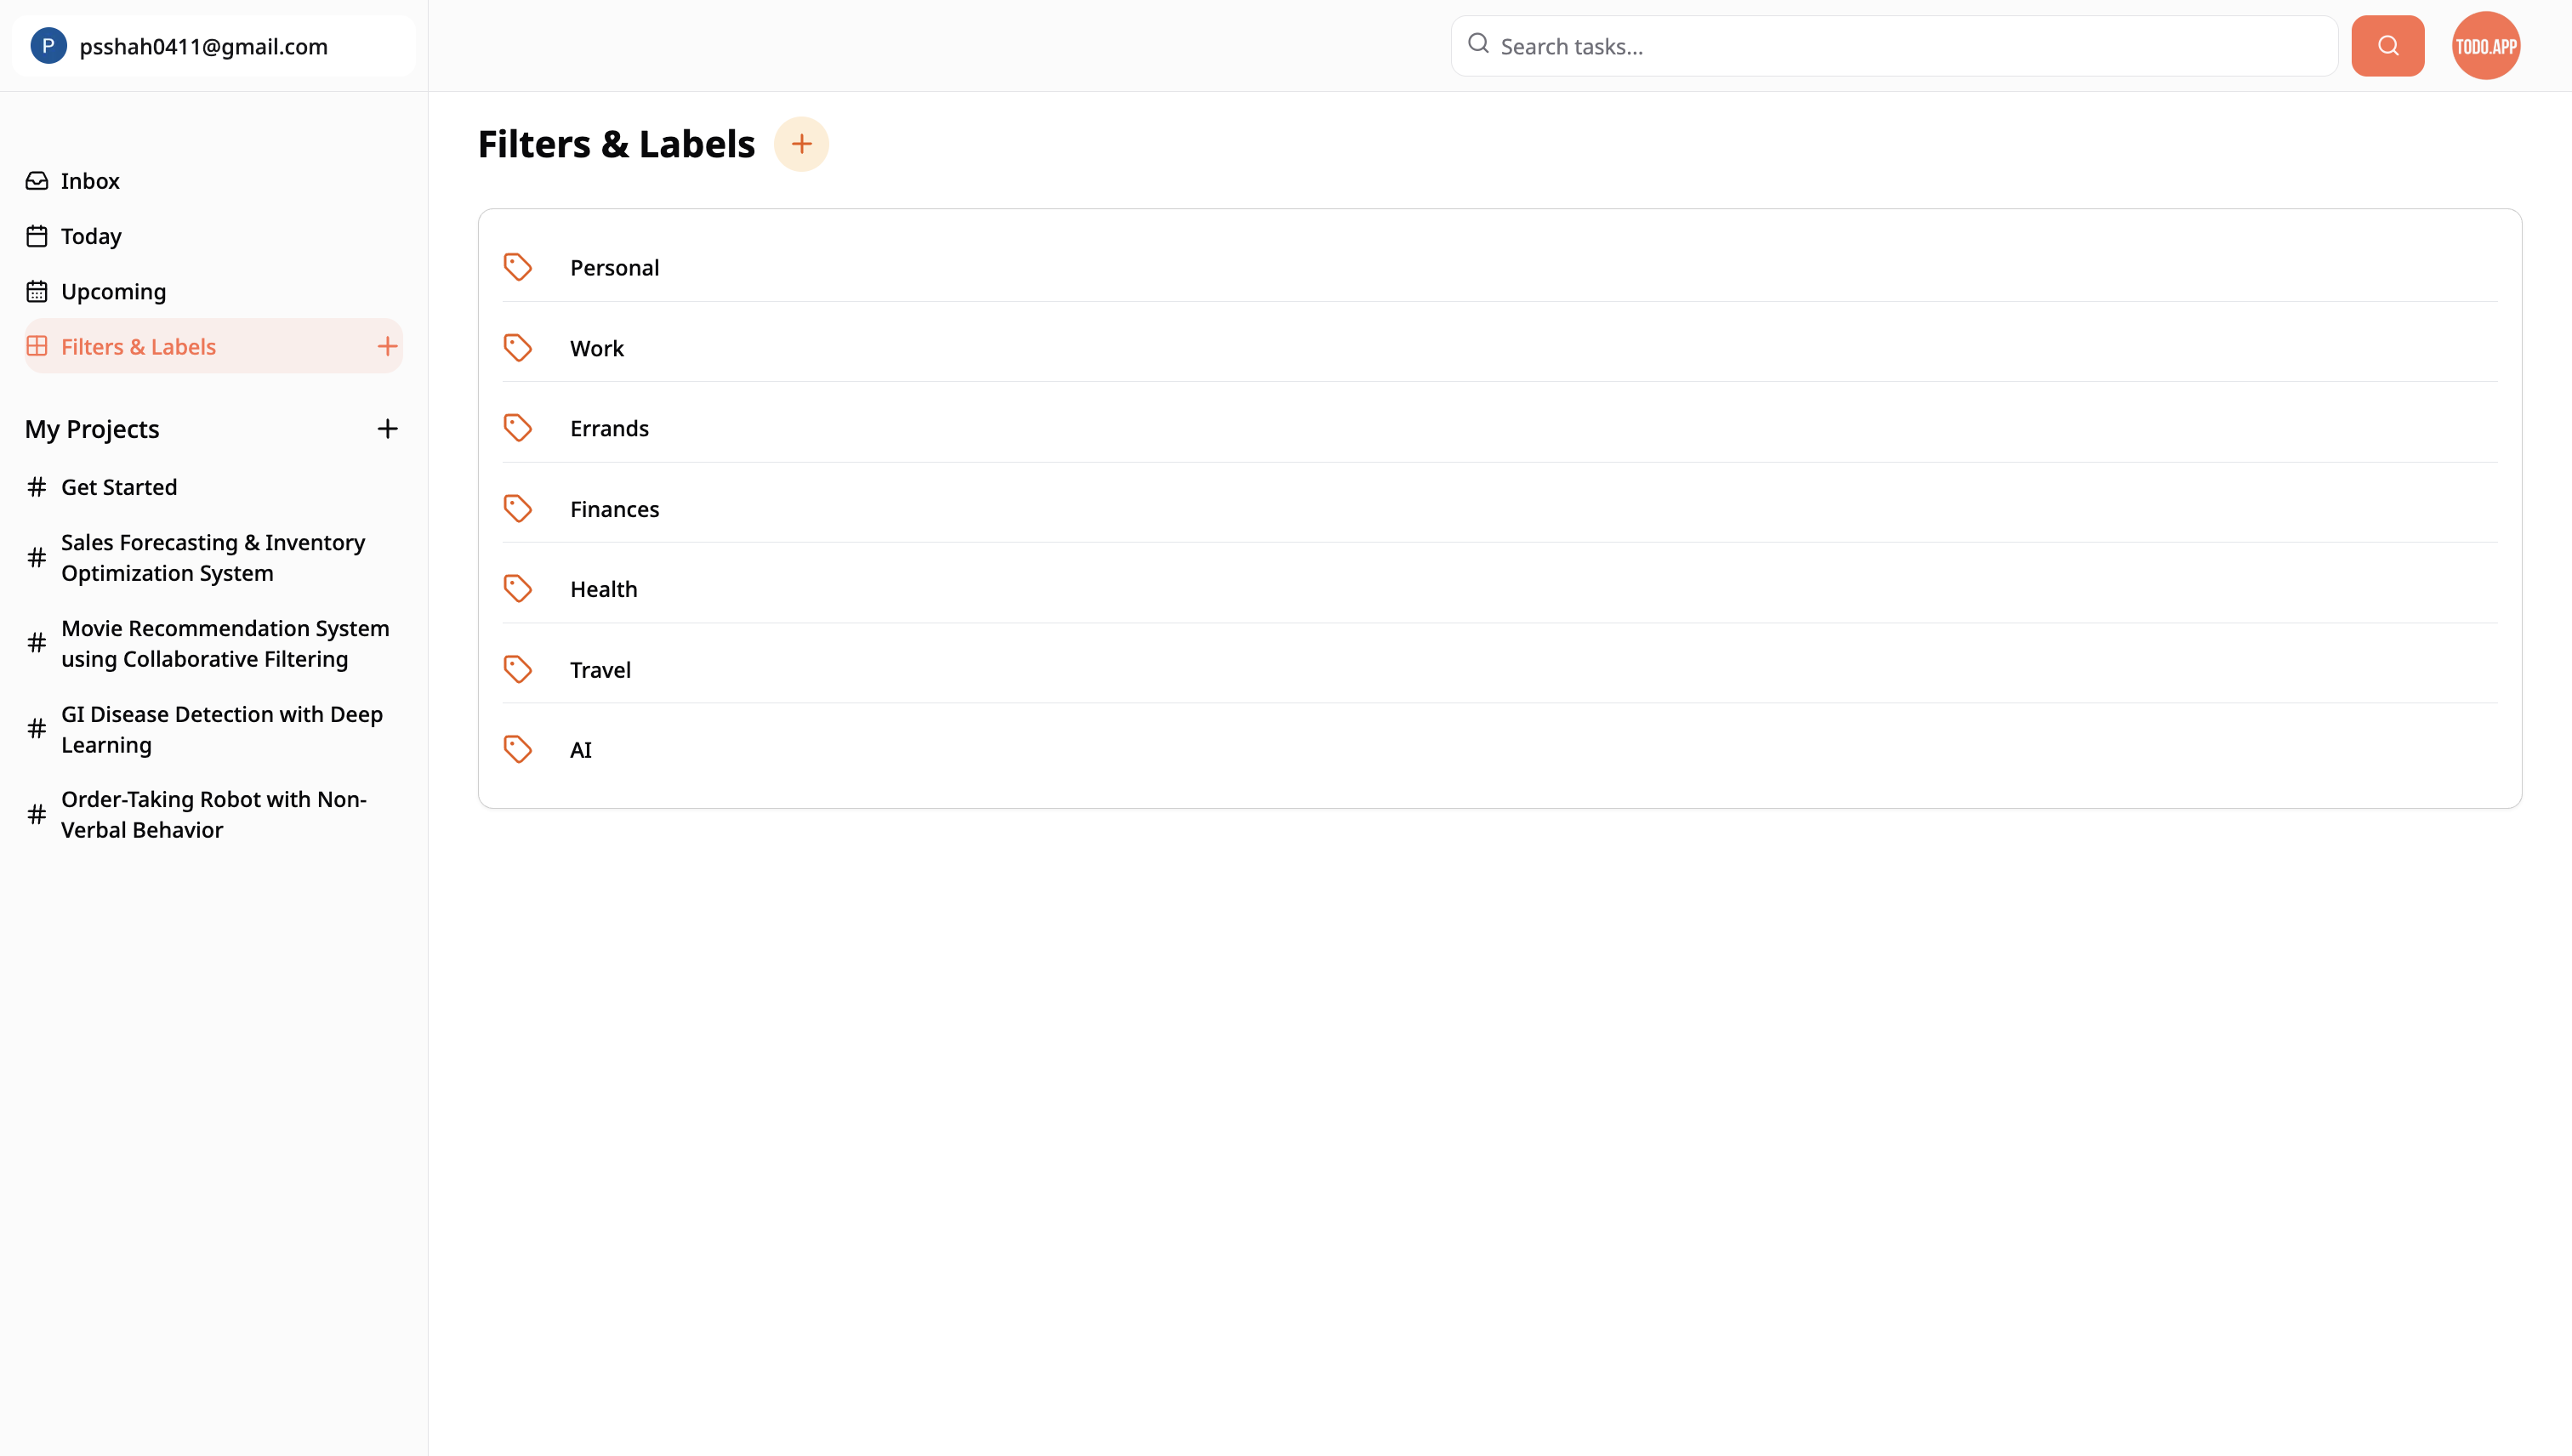 P psshah0411@gmail.com
Search tasks...
TODO.APP
Inbox
Today
Upcoming
Filters & Labels
My Projects
# Get Started
# Sales Forecasting & Inventory
Optimization System
# Movie Recommendation System
using Collaborative Filtering
# GI Disease Detection with Deep
Learning
# Order-Taking Robot with Non-
Verbal Behavior
Filters & Labels
Personal
Work
Errands
Finances
Health
Travel
AI